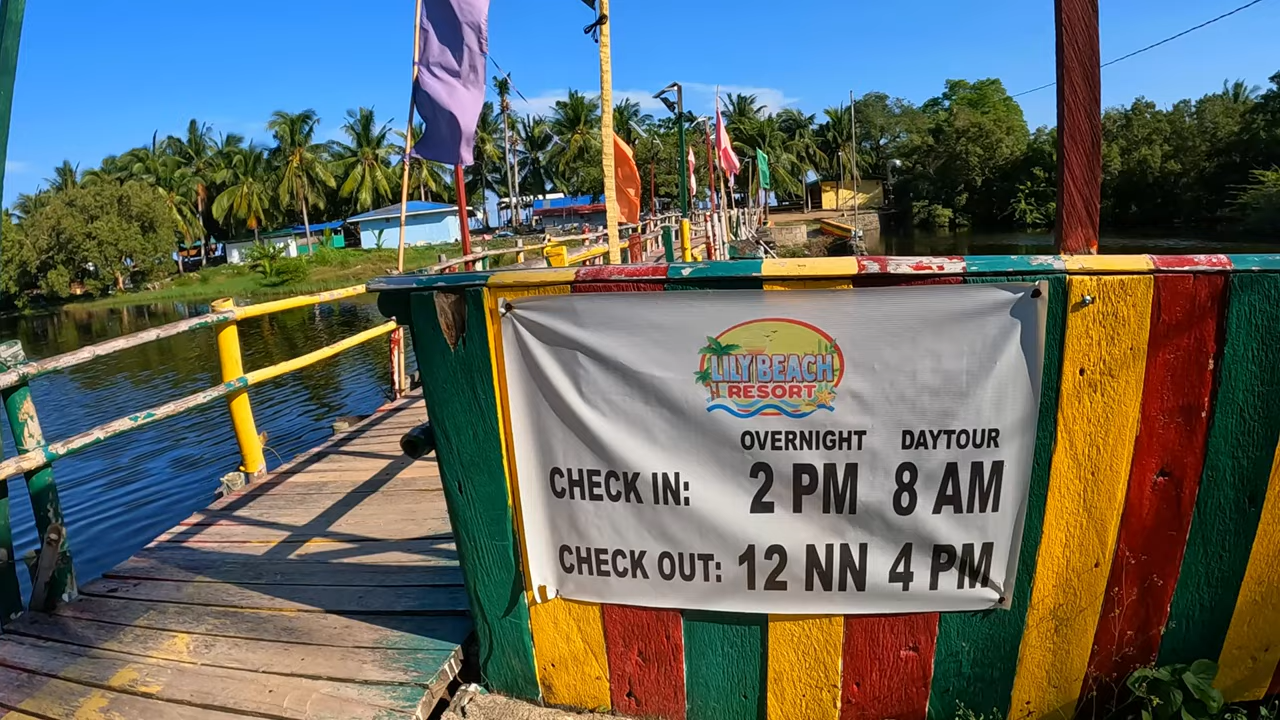 LILY BEACH
RESORT
OVERNIGHT DAYTOUR
CHECK IN: 2 PM 8 AM
CHECK OUT: 12 NN 4 PM